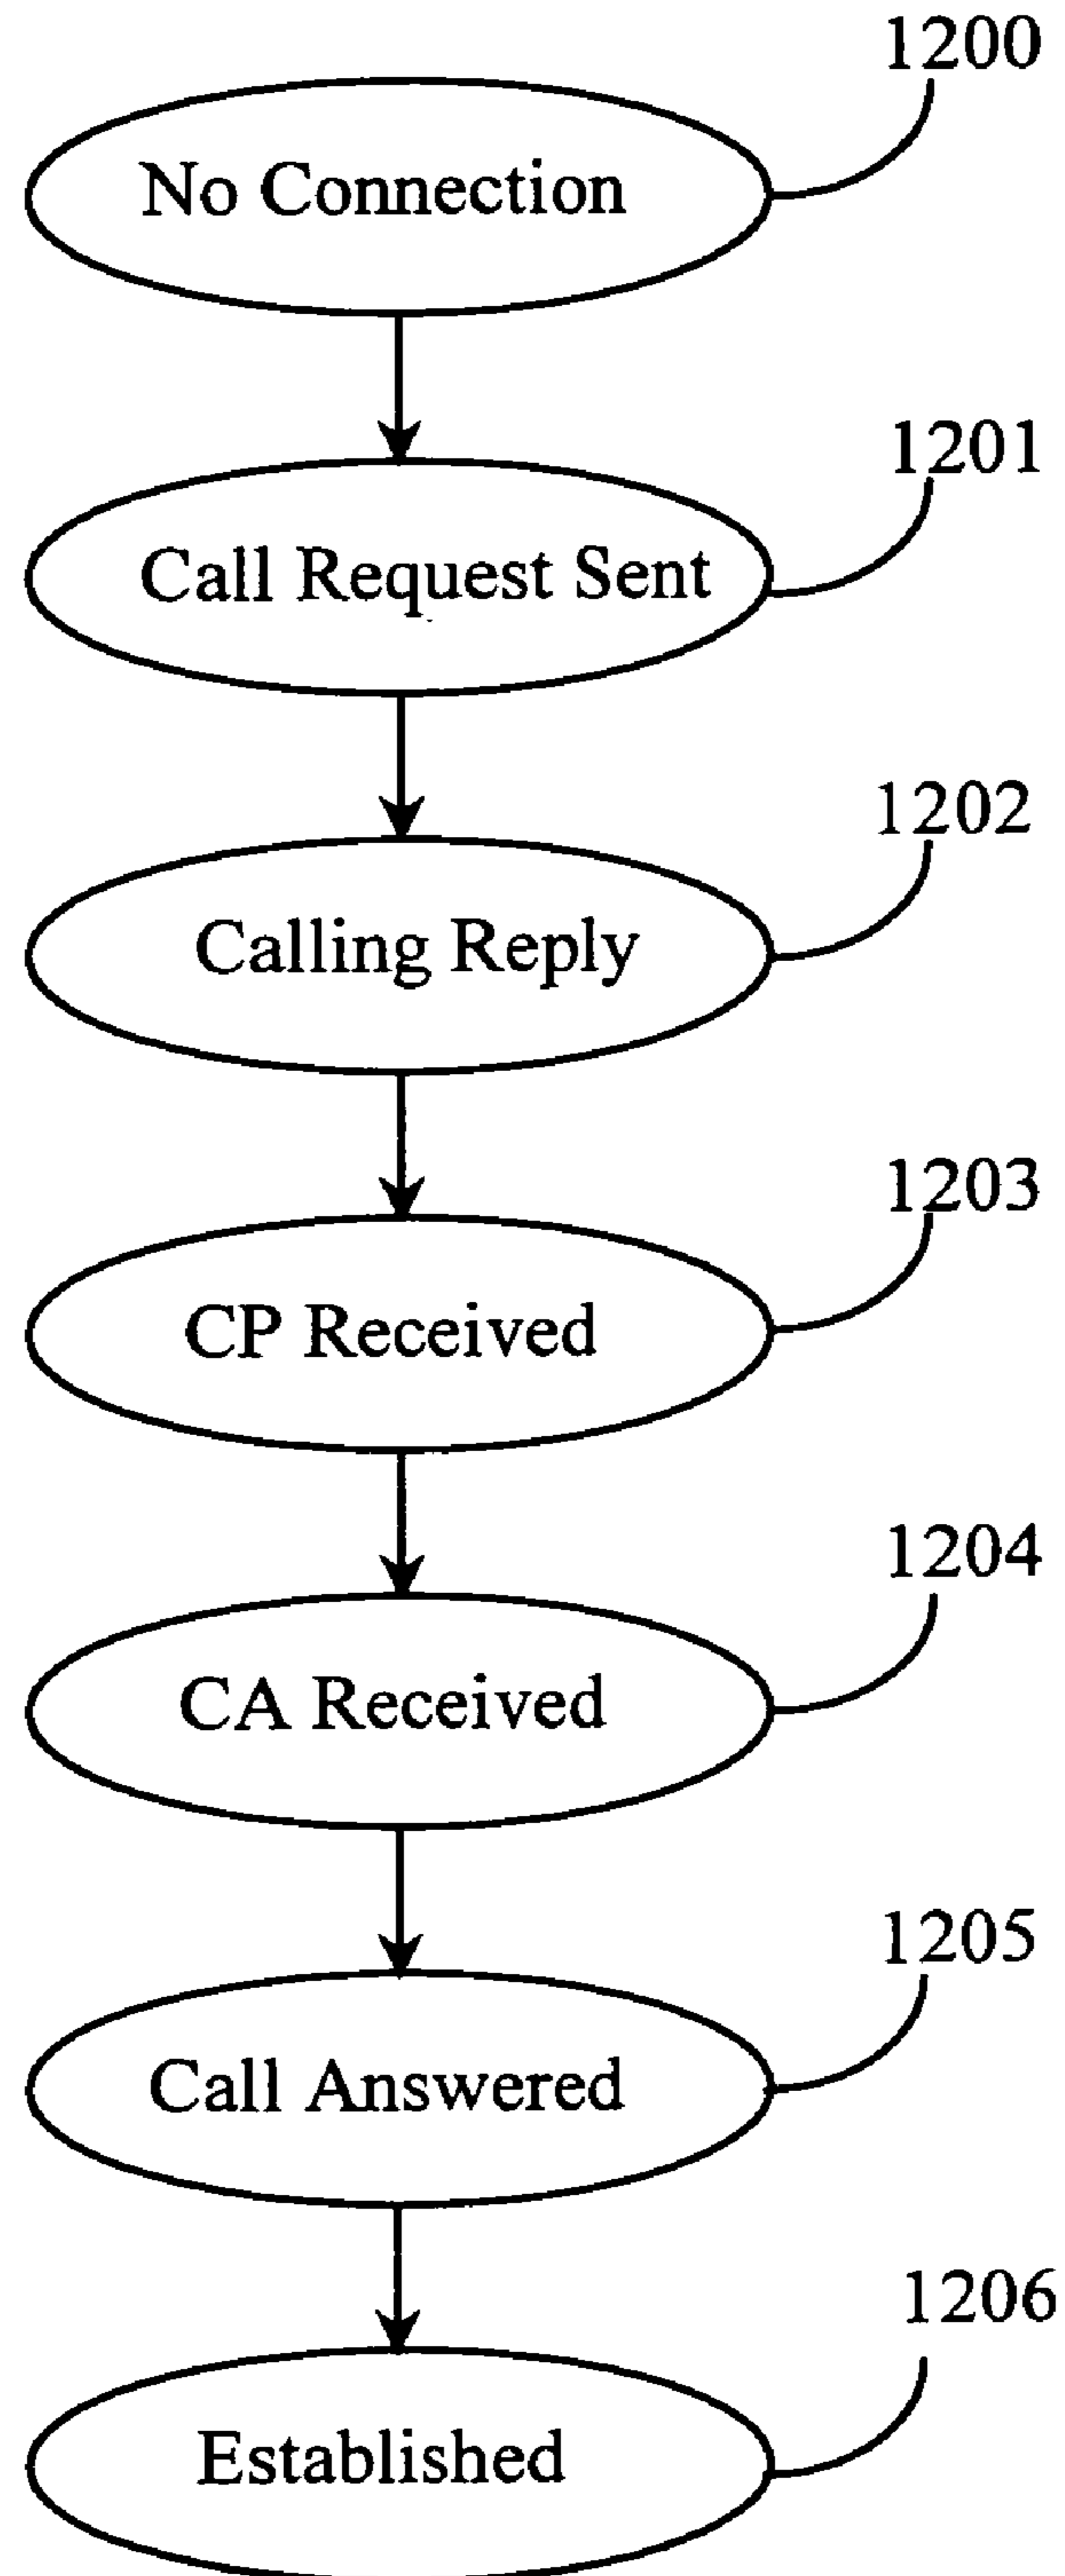 1200
No Connection
1201
Call Request Sent
1202
Calling Reply
1203
CP Received
1204
CA Received
1205
Call Answered
1206
Established